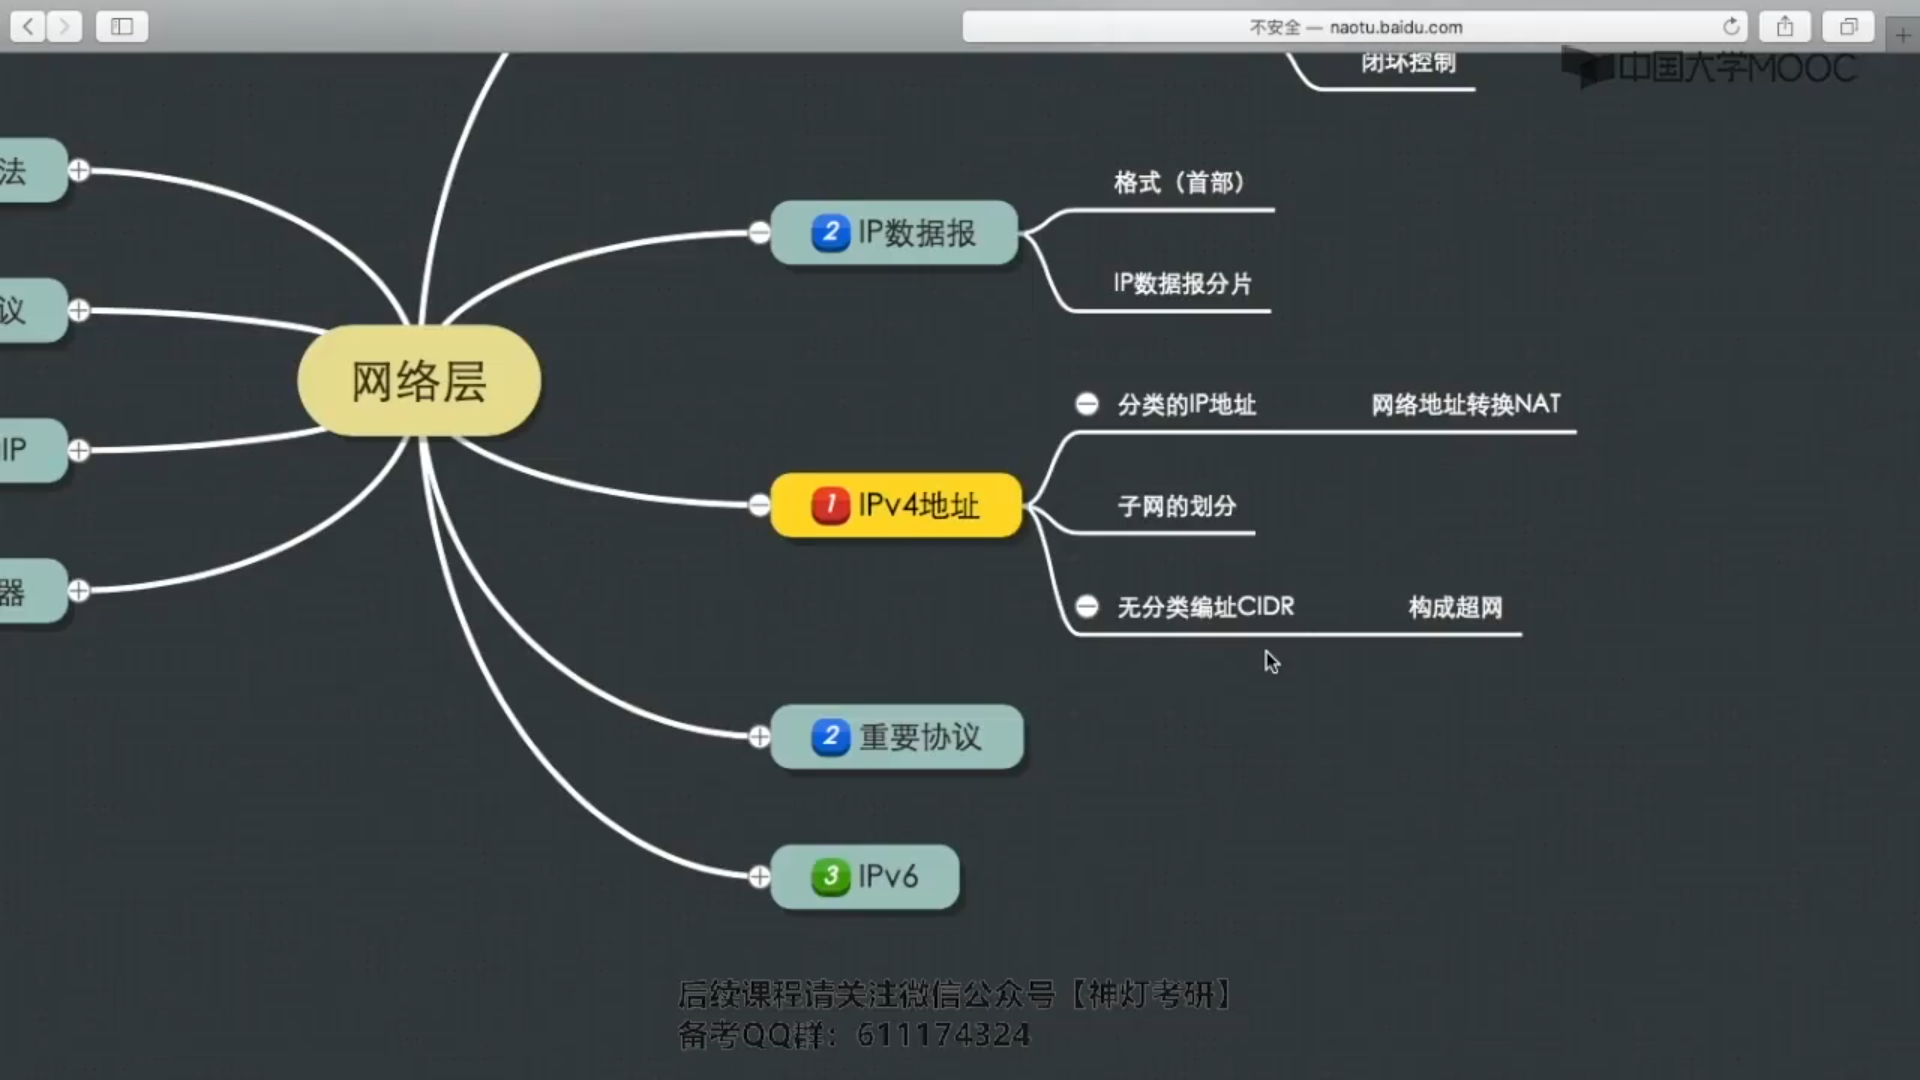 不安全 — naotu.baidu.com
闭环控制
中国大学MOOC
法
议
IP
器
网络层
2 IP数据报
格式（首部）
IP数据报分片
1 IPv4地址
分类的IP地址 网络地址转换NAT
子网的划分
无分类编址CIDR 构成超网
2 重要协议
3 IPv6
后续课程请关注微信公众号【神灯考研】
备考QQ群：611174324